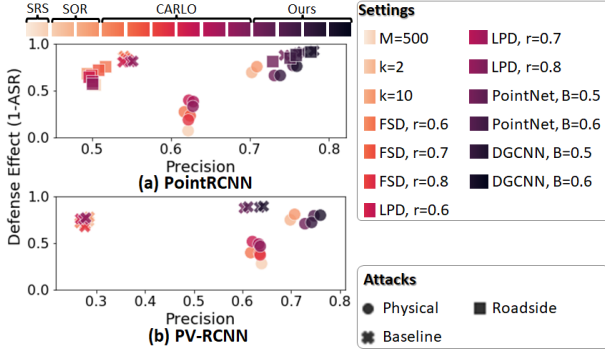 SRS SOR CARLO Ours
Defense Effect (1-ASR)
1.0
0.5
0.0
0.5 0.6 0.7 0.8
Precision
(a) PointRCNN
1.0
0.5
0.0
0.3 0.4 0.5 0.6 0.7 0.8
Precision
(b) PV-RCNN
Settings
M=500
k=2
k=10
FSD, r=0.6
FSD, r=0.7
FSD, r=0.8
LPD, r=0.6
LPD, r=0.7
LPD, r=0.8
PointNet, B=0.5
PointNet, B=0.6
DGCNN, B=0.5
DGCNN, B=0.6
Attacks
Physical
Baseline
Roadside